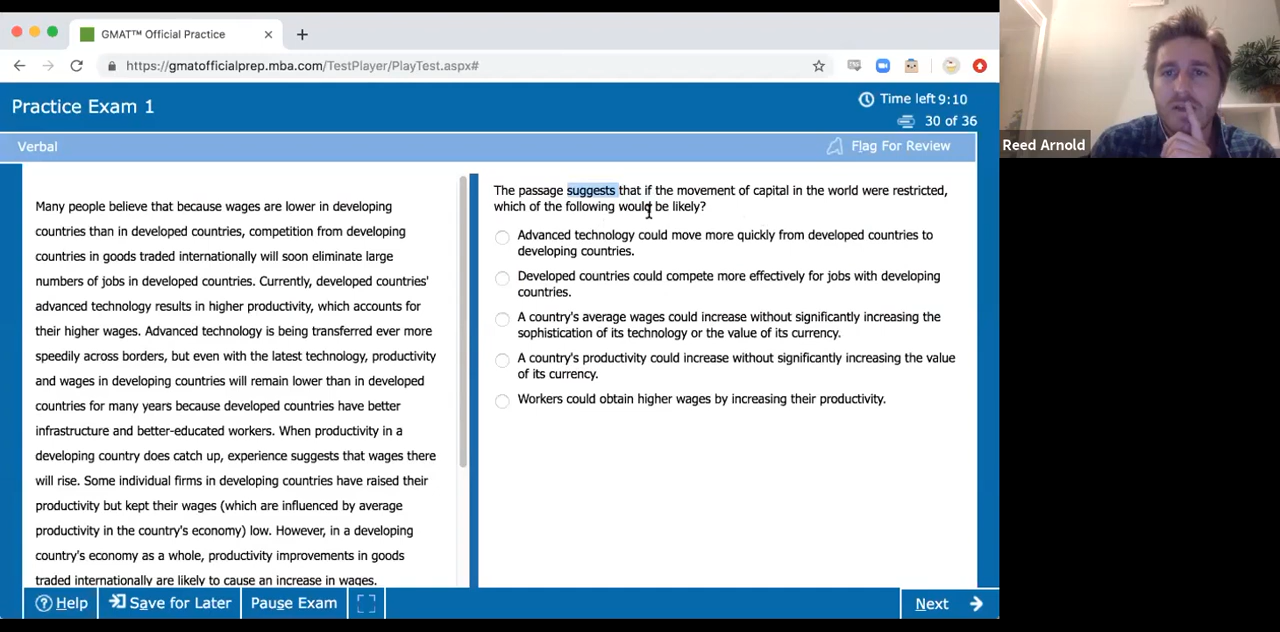 GMAT™ Official Practice
https://gmatofficialprep.mba.com/TestPlayer/PlayTest.aspx#
Practice Exam 1
Time left 9:10
30 of 36
Verbal
Flag For Review
Many people believe that because wages are lower in developing
countries than in developed countries, competition from developing
countries in goods traded internationally will soon eliminate large
numbers of jobs in developed countries. Currently, developed countries'
advanced technology results in higher productivity, which accounts for
their higher wages. Advanced technology is being transferred ever more
speedily across borders, but even with the latest technology, productivity
and wages in developing countries will remain lower than in developed
countries for many years because developed countries have better
infrastructure and better-educated workers. When productivity in a
developing country does catch up, experience suggests that wages there
will rise. Some individual firms in developing countries have raised their
productivity but kept their wages (which are influenced by average
productivity in the country's economy) low. However, in a developing
country's economy as a whole, productivity improvements in goods
traded internationally are likely to cause an increase in wages.
The passage suggests that if the movement of capital in the world were restricted,
which of the following would be likely?
Advanced technology could move more quickly from developed countries to
developing countries.
Developed countries could compete more effectively for jobs with developing
countries.
A country's average wages could increase without significantly increasing the
sophistication of its technology or the value of its currency.
A country's productivity could increase without significantly increasing the value
of its currency.
Workers could obtain higher wages by increasing their productivity.
Help
Save for Later
Pause Exam
Next
Reed Arnold